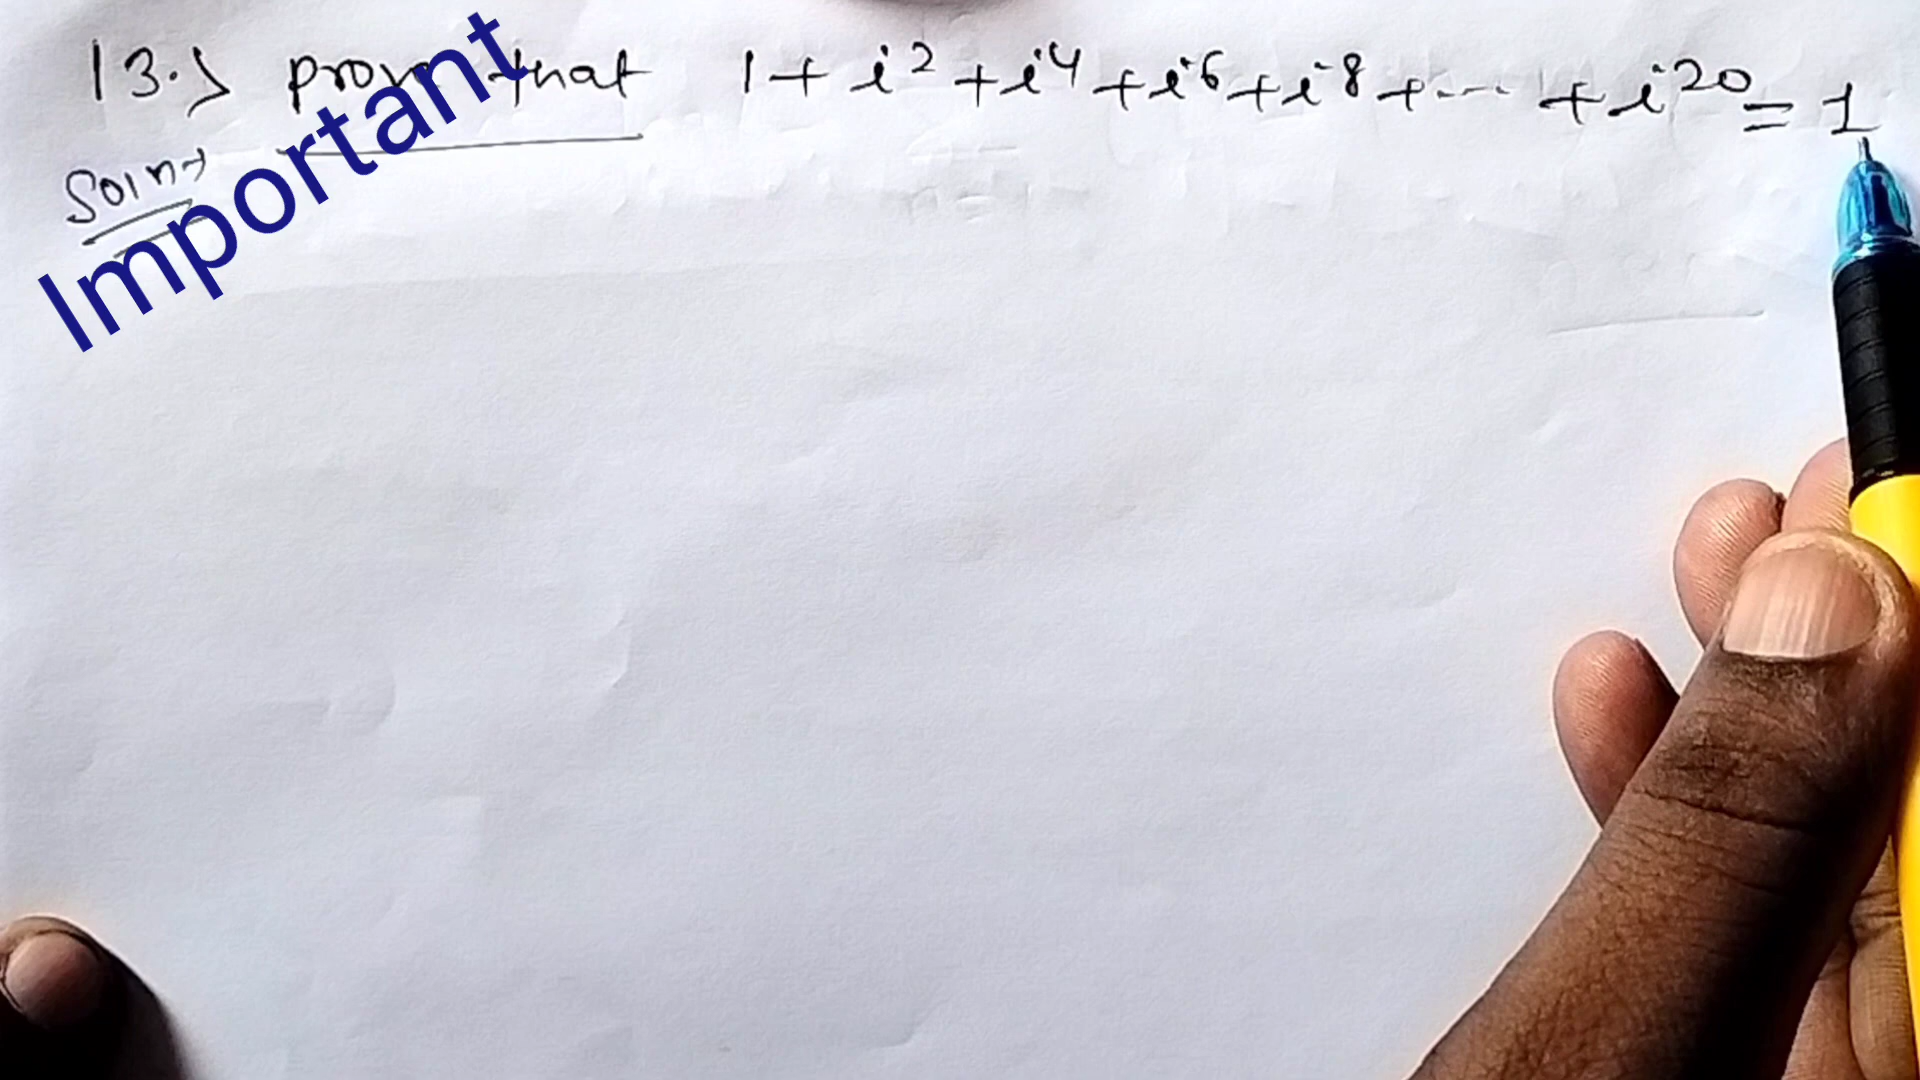 13.> prove that 1 + i² + i⁴ + i⁶ + i⁸ + ... + i²⁰ = 1
Soln→
Important